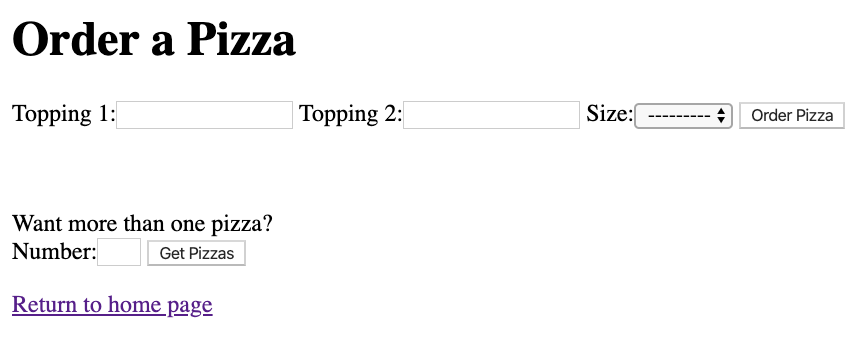 Order a Pizza
Topping 1: Topping 2: Size: --------- Order Pizza
Want more than one pizza?
Number: Get Pizzas
Return to home page